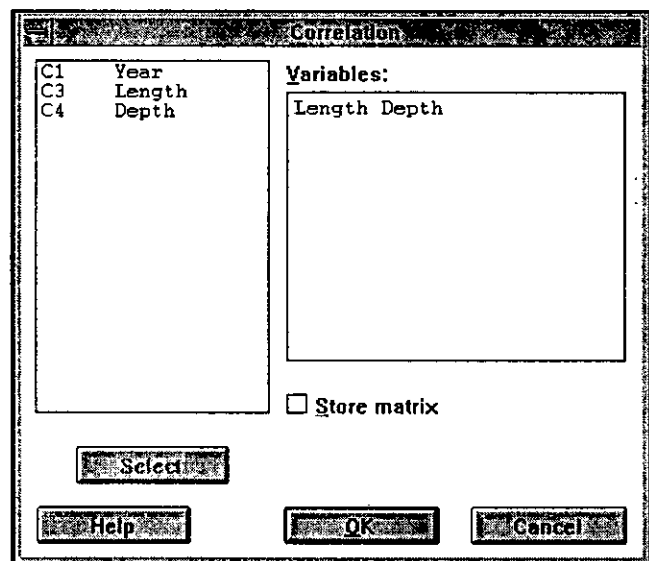 Correlation
C1 Year
C3 Length
C4 Depth
Variables:
Length Depth
Store matrix
Select
Help
OK
Cancel